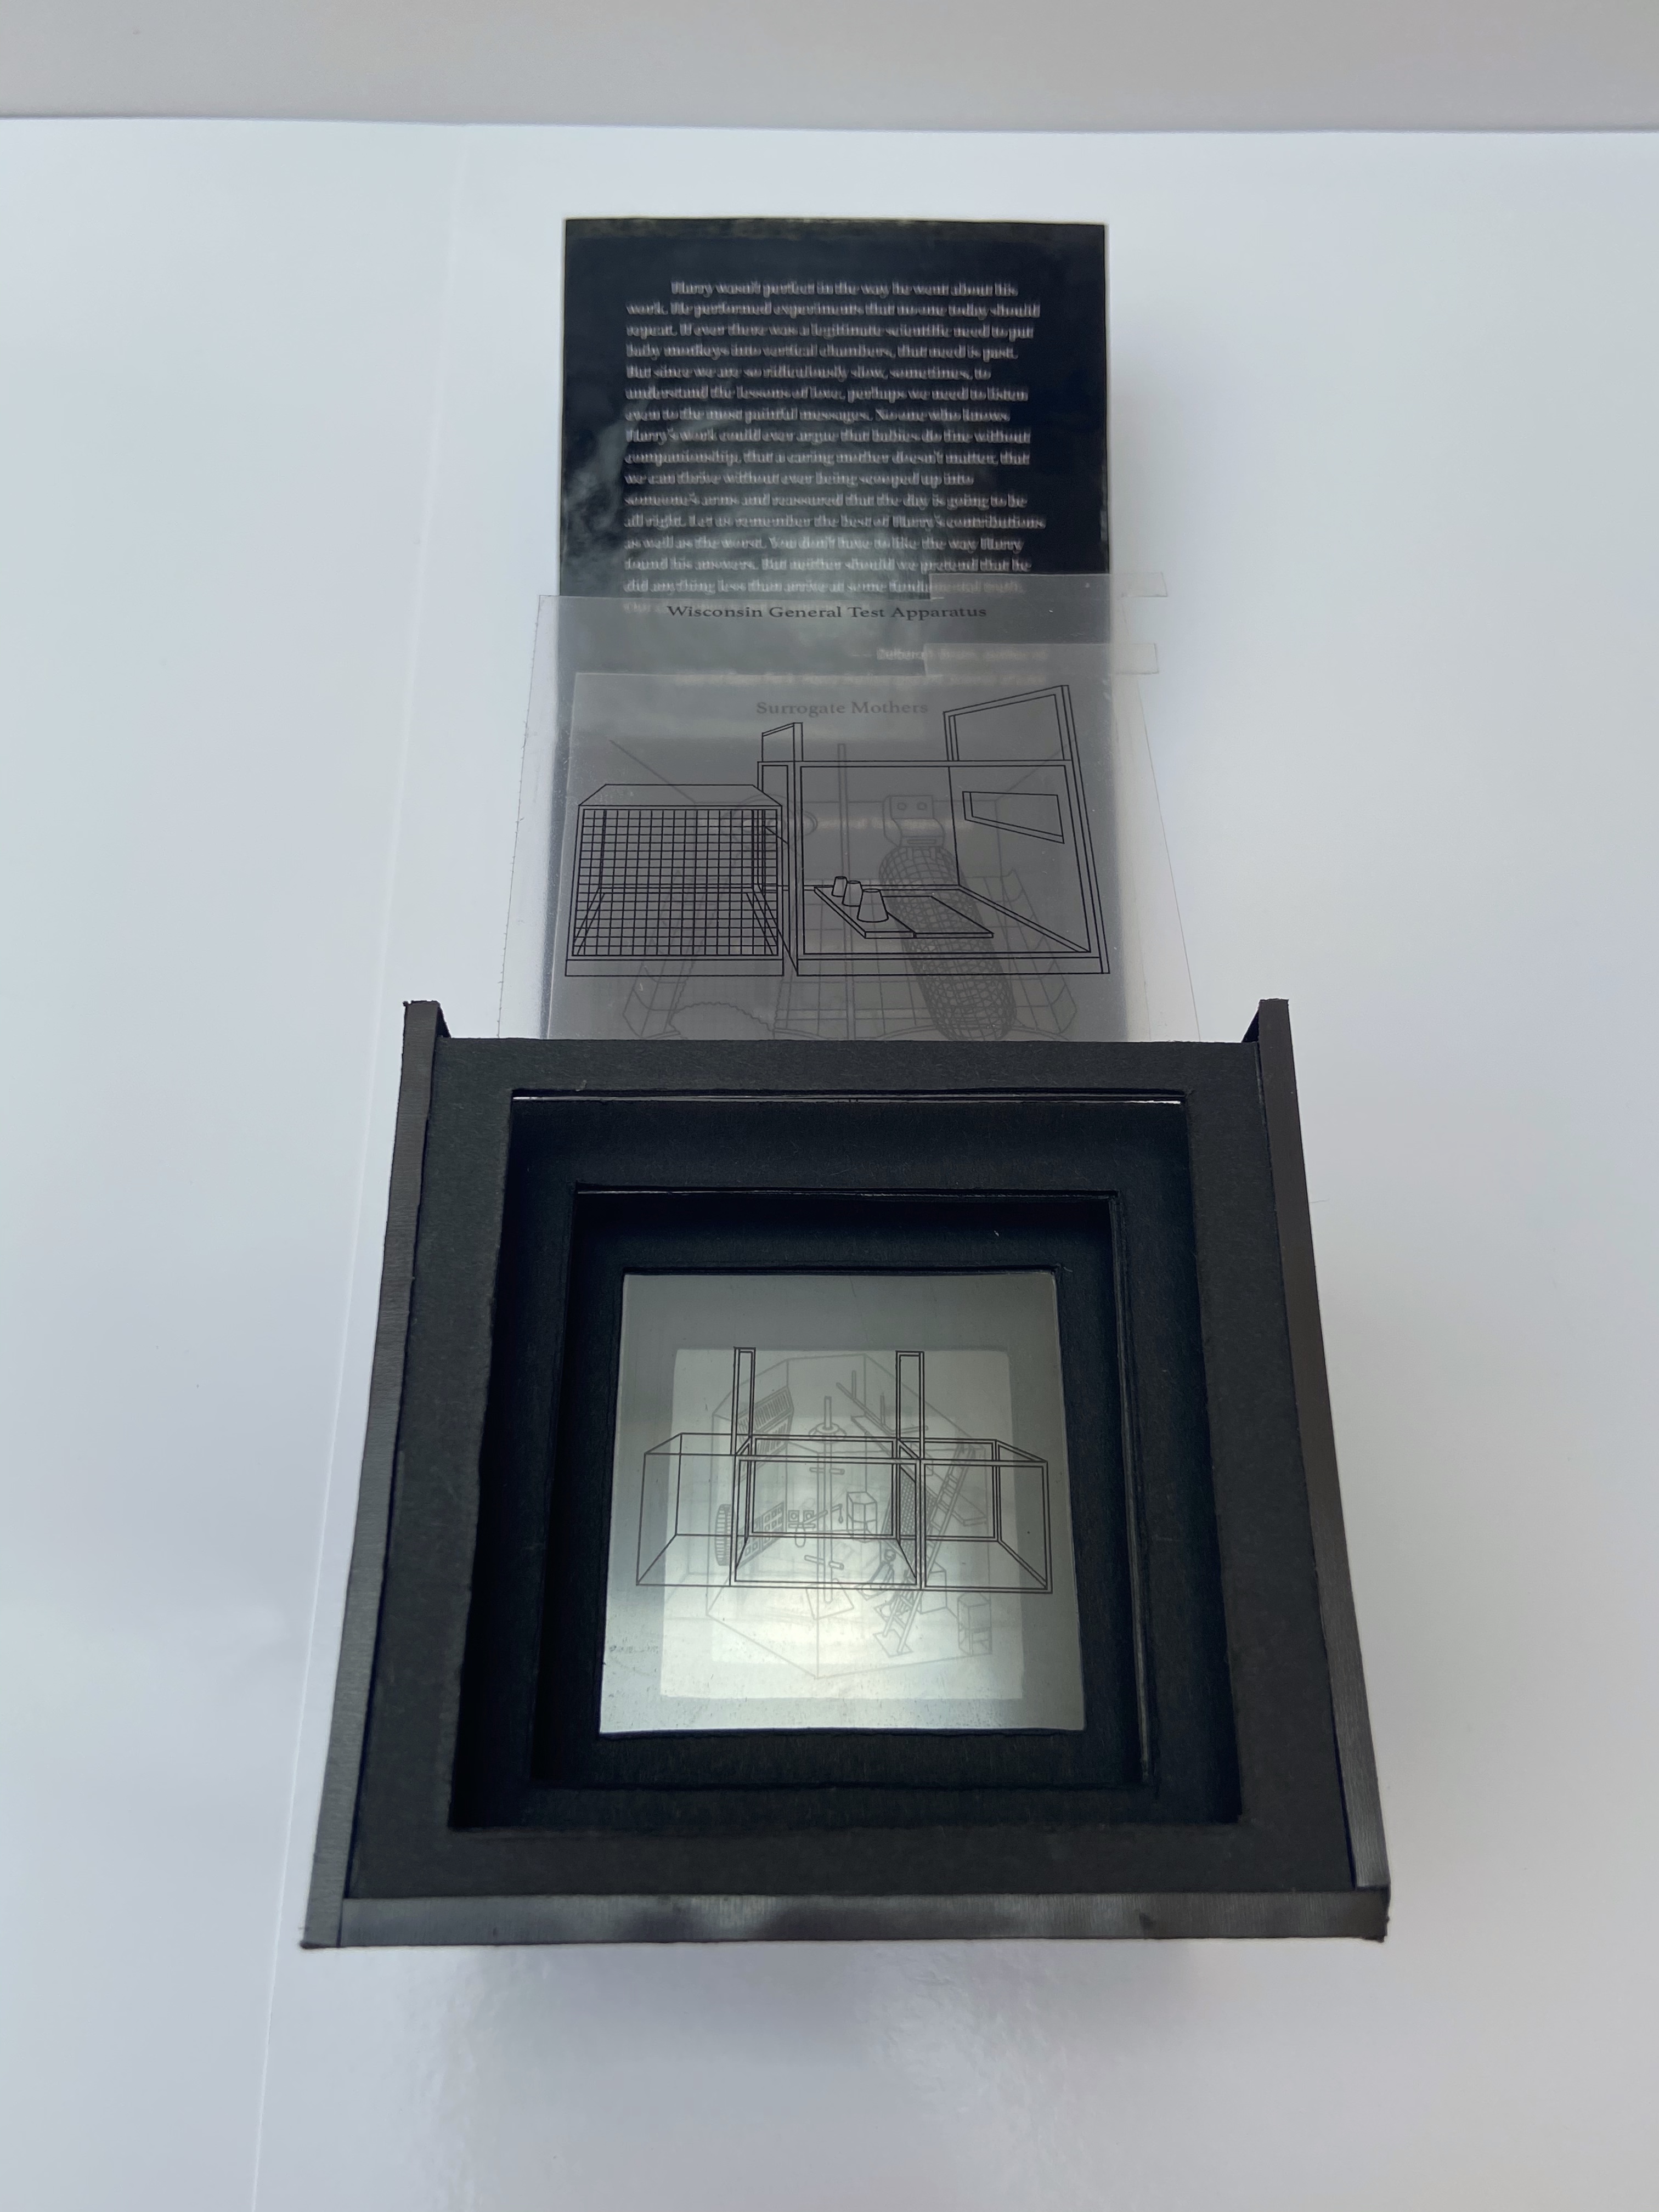 Harry wasn't perfect in the way he went about his
work. He performed experiments that no one today should
repeat. If ever there was a legitimate scientific need to put
baby monkeys into vertical chambers, that need is past.
But since we are so ridiculously slow, sometimes, to
understand the lessons of love, perhaps we need to listen
even to the most painful messages. No one who knows
Harry's work could ever argue that babies do fine without
companionship, that a caring mother doesn't matter, that
we can thrive without ever being scooped up into
someone's arms and reassured that the day is going to be
all right. Let us remember the best of Harry's contributions
as well as the worst. You don't have to like the way Harry
found his answers. But neither should we pretend that he
did anything less than arrive at some fundamental truth.
Wisconsin General Test Apparatus
Surrogate Mothers